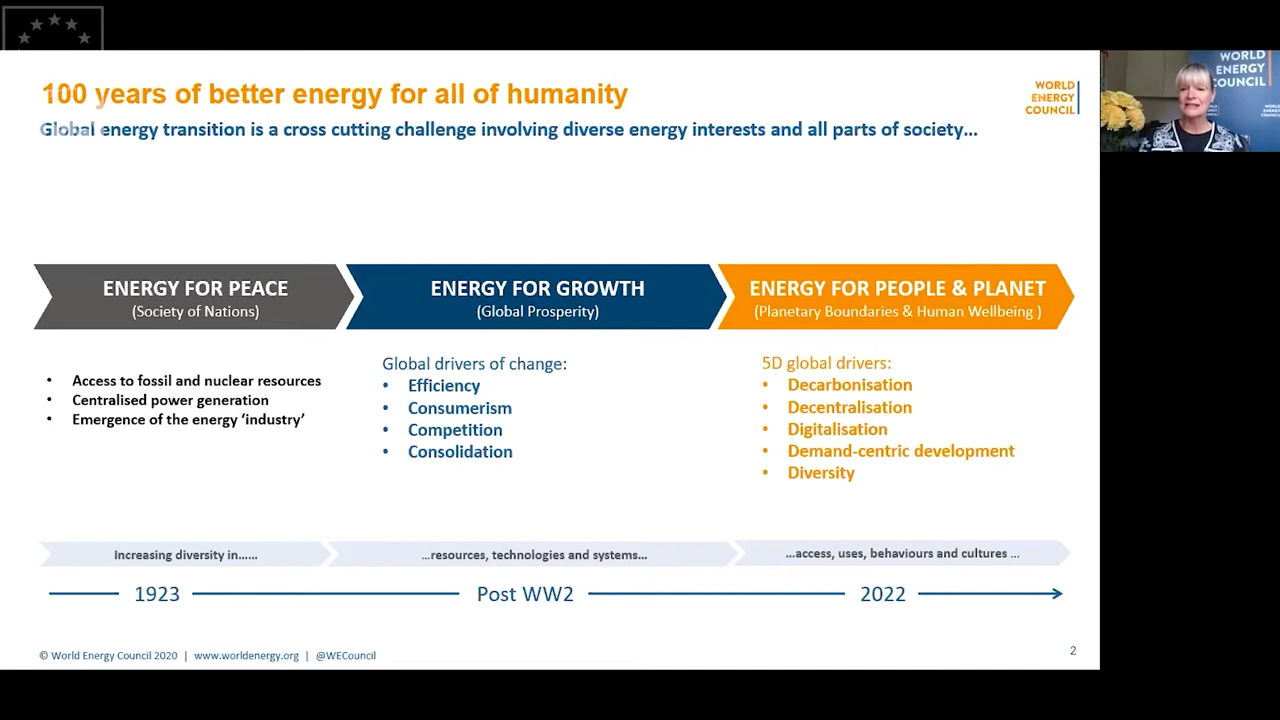 100 years of better energy for all of humanity
Global energy transition is a cross cutting challenge involving diverse energy interests and all parts of society...
WORLD
ENERGY
COUNCIL
WORLD
ENERGY
COUNCIL
ENERGY FOR PEACE
(Society of Nations)
ENERGY FOR GROWTH
(Global Prosperity)
ENERGY FOR PEOPLE & PLANET
(Planetary Boundaries & Human Wellbeing )
• Access to fossil and nuclear resources
• Centralised power generation
• Emergence of the energy ‘industry’
Global drivers of change:
• Efficiency
• Consumerism
• Competition
• Consolidation
5D global drivers:
• Decarbonisation
• Decentralisation
• Digitalisation
• Demand-centric development
• Diversity
Increasing diversity in……
…resources, technologies and systems…
…access, uses, behaviours and cultures …
1923
Post WW2
2022
© World Energy Council 2020 | www.worldenergy.org | @WECouncil
2